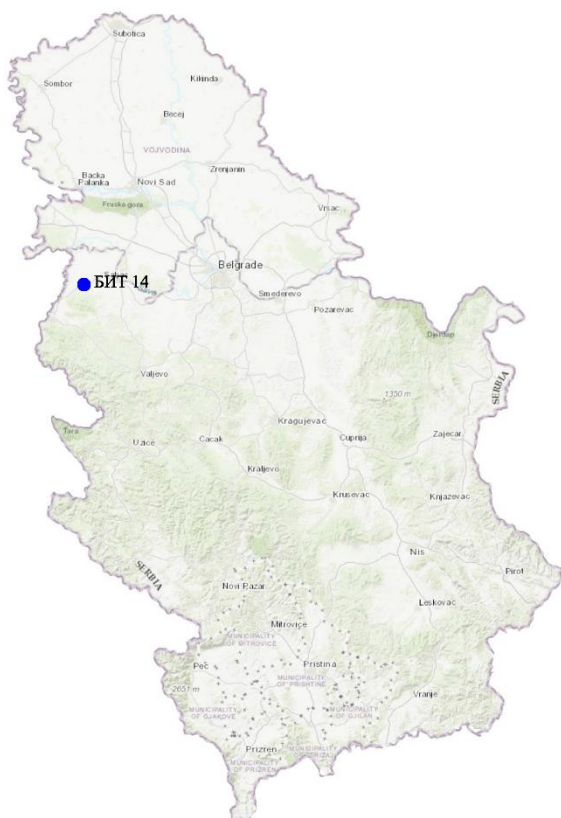 Subotica
Sombor
Kikinda
Becej
VOJVODINA
Backa
Palanka
Novi Sad
Zrenjanin
Fruska gora
Vrsac
Belgrade
БИТ 14
Smederevo
Pozarevac
Djerdap
SERBIA
Valjevo
1350 m
Tara
Uzice
Cacak
Kragujevac
Cuprija
Zajecar
Kraljevo
Krusevac
Knjazevac
Nis
Pirot
SERBIA
Novi Pazar
Leskovac
Mitrovice
MUNICIPALITY
OF MITROVICE
Peć
Pristina
MUNICIPALITY
OF PRISHTINE
2651 m
Vranje
MUNICIPALITY
OF GJAKOVE
MUNICIPALITY
OF GJILAN
Prizren
MUNICIPALITY
OF PRIZREN